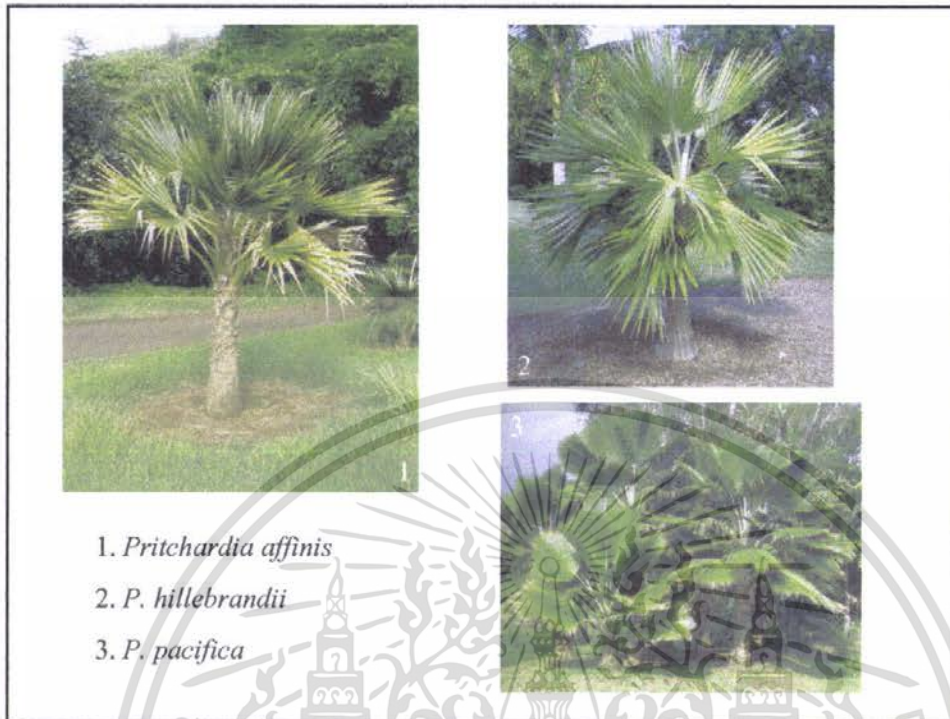 1
2
3
1. Pritchardia affinis
2. P. hillebrandii
3. P. pacifica